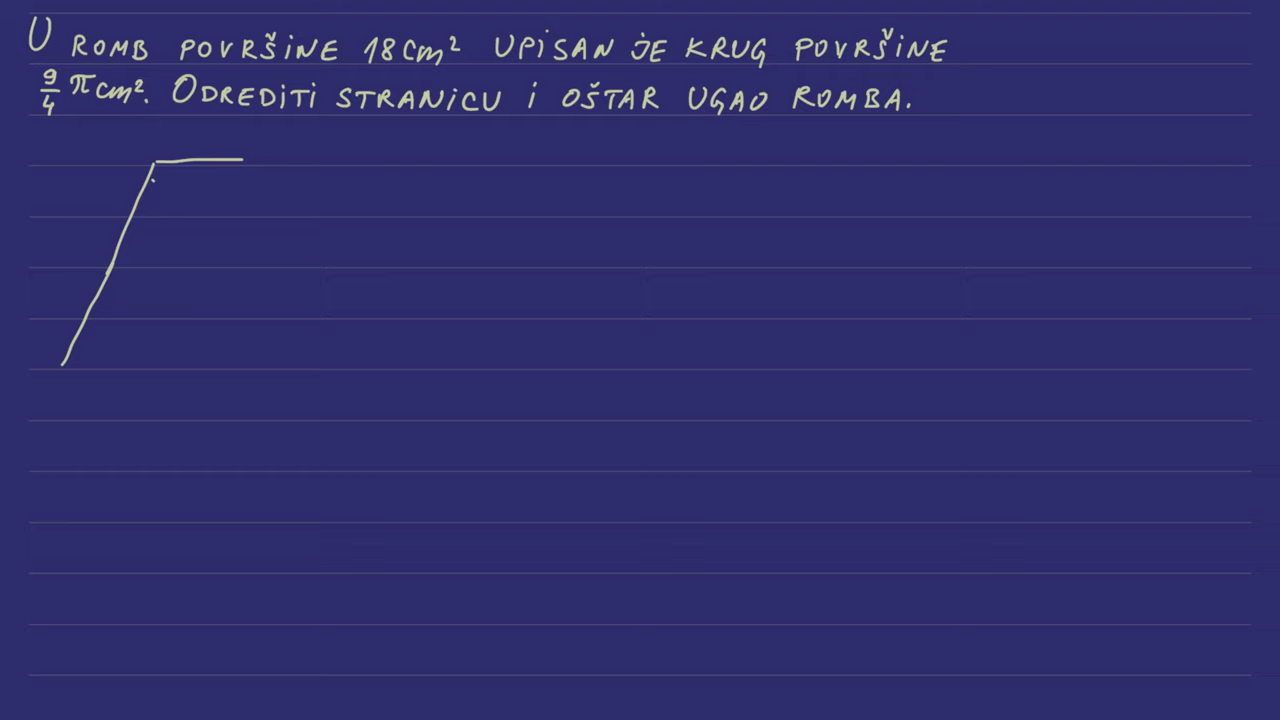 U ROMB POVRŠINE 18cm² UPISAN JE KRUG POVRŠINE
9/4 π cm². ODREDITI STRANICU I OŠTAR UGAO ROMBA.